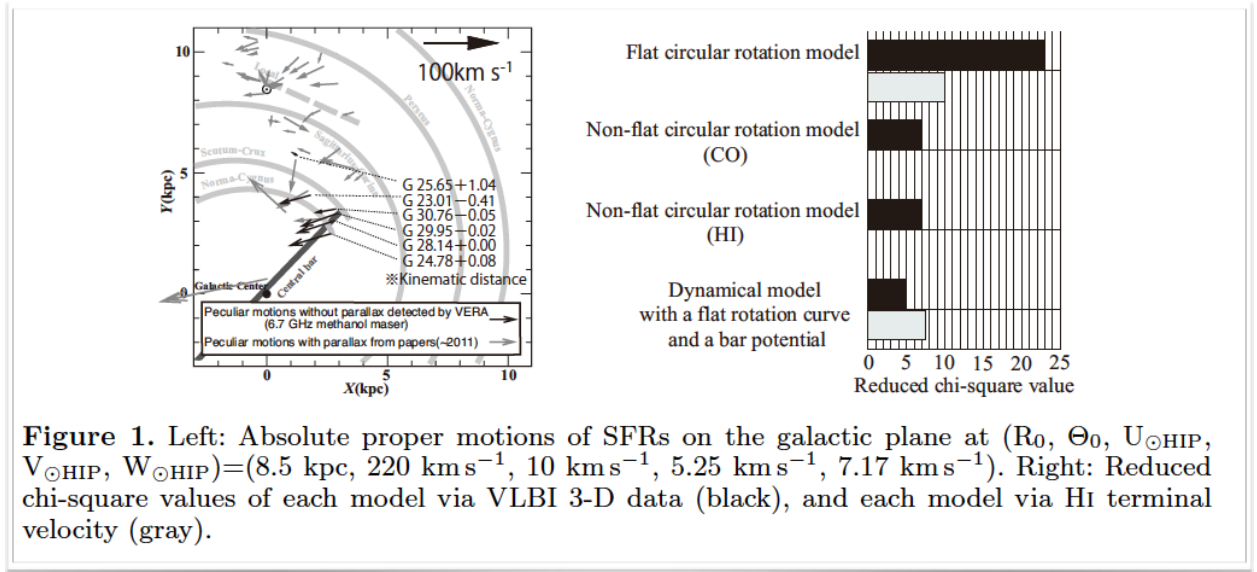 10
5
0
Y(kpc)
0
5
10
X(kpc)
100km s⁻¹
Local
Perseus
Norma-Cygnus
Scutum-Crux
Norma-Cygnus
G 25.65+1.04
G 23.01−0.41
G 30.76−0.05
G 29.95−0.02
G 28.14+0.00
G 24.78+0.08
※Kinematic distance
Galactic Center
Central bar
Peculiar motions without parallax detected by VERA
(6.7 GHz methanol maser)
Peculiar motions with parallax from papers(~2011)
Flat circular rotation model
Non-flat circular rotation model
(CO)
Non-flat circular rotation model
(HI)
Dynamical model
with a flat rotation curve
and a bar potential
0 5 10 15 20 25
Reduced chi-square value
Figure 1. Left: Absolute proper motions of SFRs on the galactic plane at (R₀, Θ₀, U⊙HIP,
V⊙HIP, W⊙HIP)=(8.5 kpc, 220 km s⁻¹, 10 km s⁻¹, 5.25 km s⁻¹, 7.17 km s⁻¹). Right: Reduced
chi-square values of each model via VLBI 3-D data (black), and each model via HI terminal
velocity (gray).